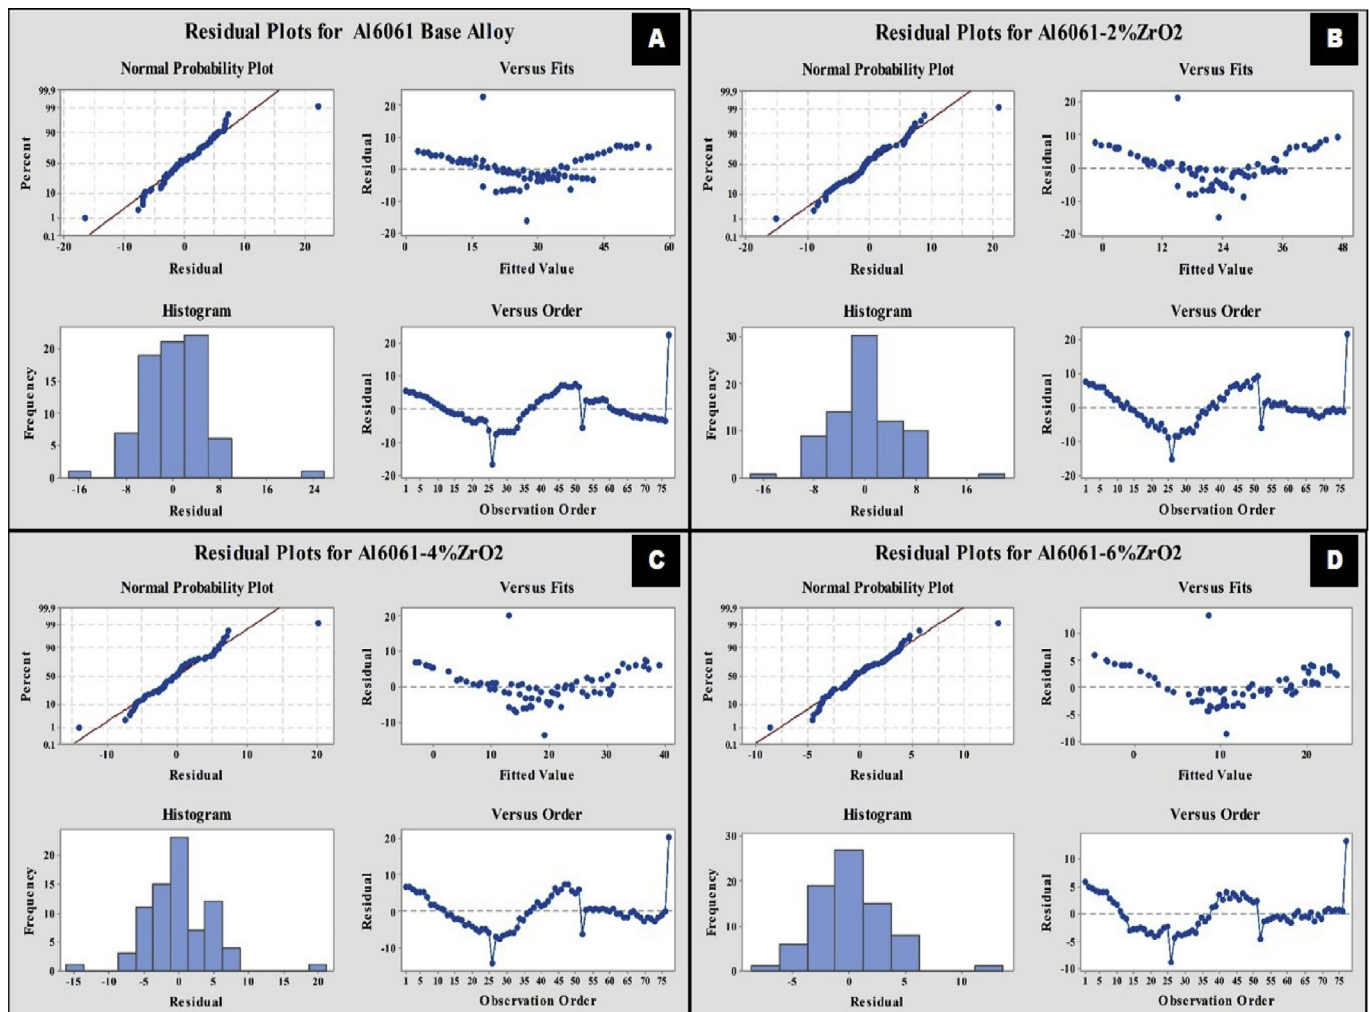 Residual Plots for Al6061 Base Alloy
A
Normal Probability Plot
Versus Fits
99.9
99
90
50
10
1
0.1
Percent
-20 -10 0 10 20
Residual
20
10
0
-10
-20
Residual
0 15 30 45 60
Fitted Value
Histogram
Versus Order
20
15
10
5
0
Frequency
-16 -8 0 8 16 24
Residual
20
10
0
-10
-20
Residual
1 5 10 15 20 25 30 35 40 45 50 55 60 65 70 75
Observation Order
Residual Plots for Al6061-2%ZrO2
B
Normal Probability Plot
Versus Fits
99.9
99
90
50
10
1
0.1
Percent
-20 -10 0 10 20
Residual
20
10
0
-10
-20
Residual
0 12 24 36 48
Fitted Value
Histogram
Versus Order
30
20
10
0
Frequency
-16 -8 0 8 16
Residual
20
10
0
-10
-20
Residual
1 5 10 15 20 25 30 35 40 45 50 55 60 65 70 75
Observation Order
Residual Plots for Al6061-4%ZrO2
C
Normal Probability Plot
Versus Fits
99.9
99
90
50
10
1
0.1
Percent
-10 0 10 20
Residual
20
10
0
-10
Residual
0 10 20 30 40
Fitted Value
Histogram
Versus Order
20
15
10
5
0
Frequency
-15 -10 -5 0 5 10 15 20
Residual
20
10
0
-10
Residual
1 5 10 15 20 25 30 35 40 45 50 55 60 65 70 75
Observation Order
Residual Plots for Al6061-6%ZrO2
D
Normal Probability Plot
Versus Fits
99.9
99
90
50
10
1
0.1
Percent
-10 -5 0 5 10
Residual
10
5
0
-5
-10
Residual
0 10 20
Fitted Value
Histogram
Versus Order
30
20
10
0
Frequency
-5 0 5 10
Residual
10
5
0
-5
-10
Residual
1 5 10 15 20 25 30 35 40 45 50 55 60 65 70 75
Observation Order